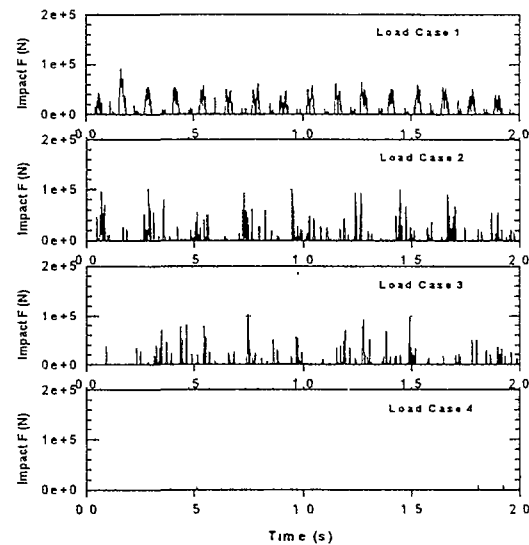 2e+5
Load Case 1
Impact F (N)
1e+5
0e+0
0 0 5 1 0 1 5 2 0
2e+5
Load Case 2
Impact F (N)
1e+5
0e+0
0 0 5 1 0 1 5 2 0
2e+5
Load Case 3
Impact F (N)
1e+5
0e+0
0 0 5 1 0 1 5 2 0
2e+5
Load Case 4
Impact F (N)
1e+5
0e+0
0 0 5 1 0 1 5 2 0
Time (s)